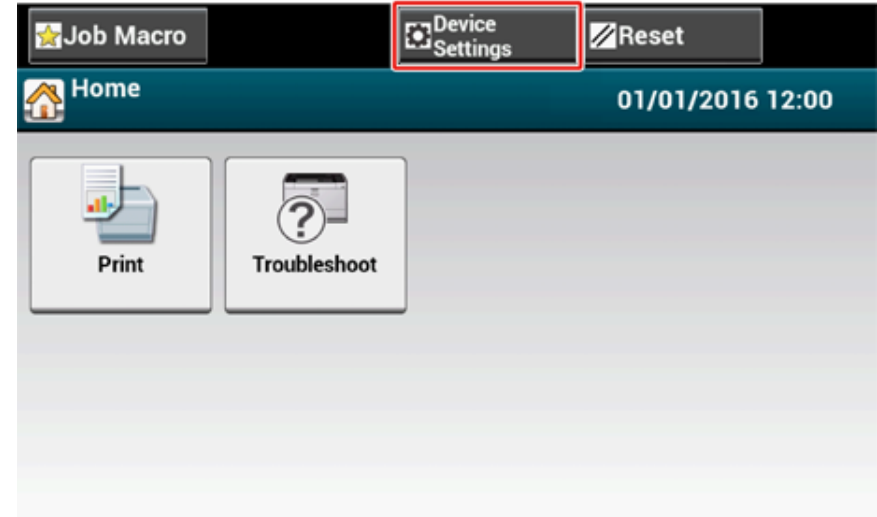 Job Macro
Device
Settings
Reset
Home
01/01/2016 12:00
Print
Troubleshoot